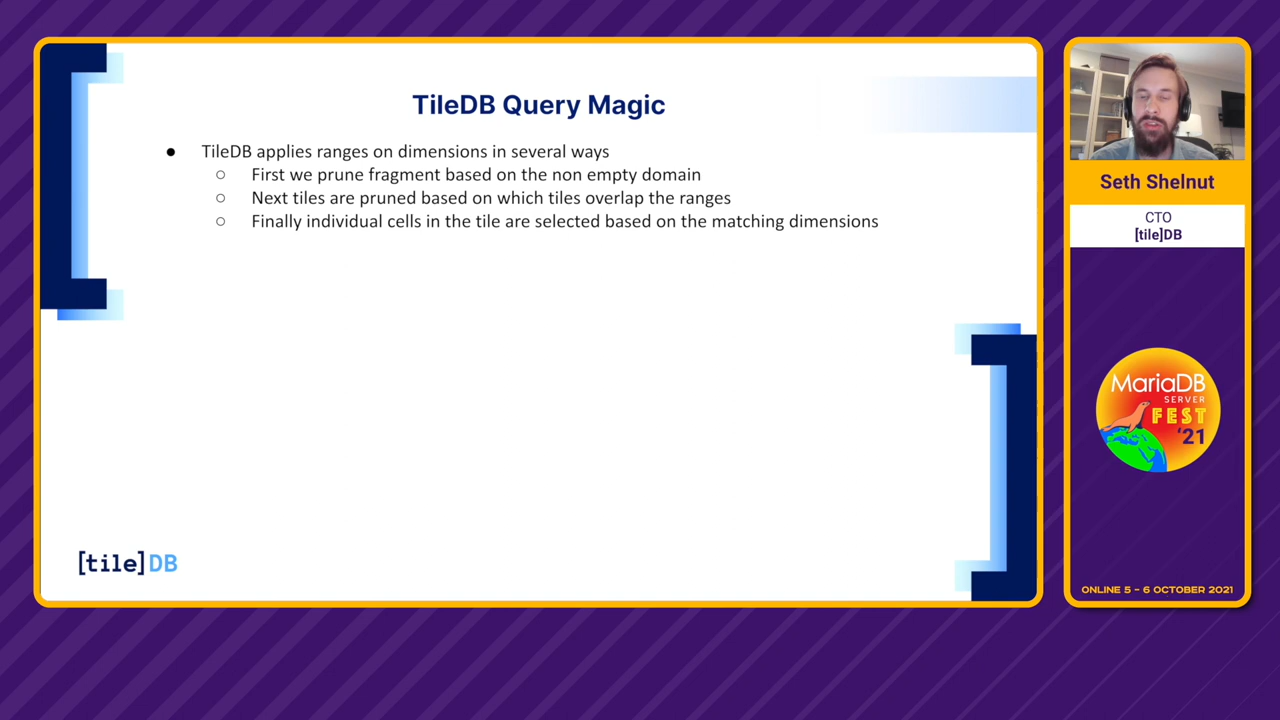 TileDB Query Magic
● TileDB applies ranges on dimensions in several ways
○ First we prune fragment based on the non empty domain
○ Next tiles are pruned based on which tiles overlap the ranges
○ Finally individual cells in the tile are selected based on the matching dimensions
[tile]DB
Seth Shelnut
CTO
[tile]DB
MariaDB
SERVER
FEST
'21
ONLINE 5 – 6 OCTOBER 2021